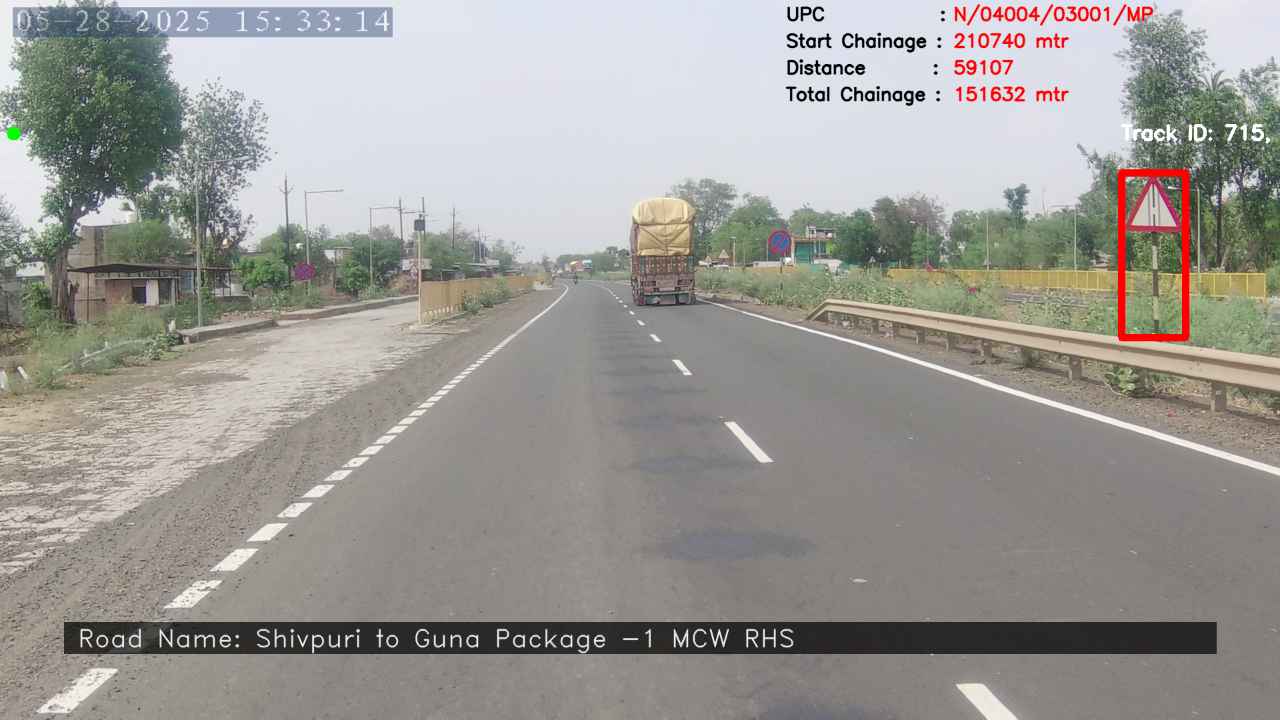 05-28-2025 15:33:14
UPC : N/04004/03001/MP
Start Chainage : 210740 mtr
Distance : 59107
Total Chainage : 151632 mtr
Track ID: 715,
Road Name: Shivpuri to Guna Package -1 MCW RHS